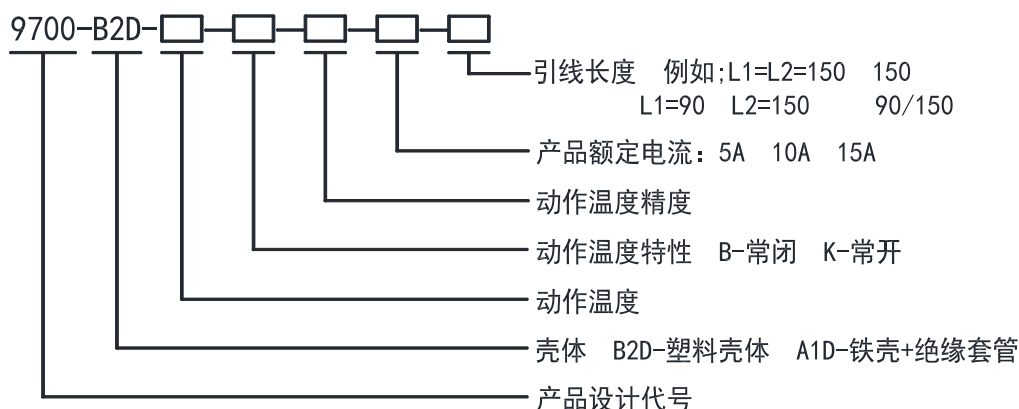 9700-B2D-□-□-□-□-□
引线长度 例如;L1=L2=150 150
L1=90 L2=150 90/150
产品额定电流: 5A 10A 15A
动作温度精度
动作温度特性 B-常闭 K-常开
动作温度
壳体 B2D-塑料壳体 A1D-铁壳+绝缘套管
产品设计代号